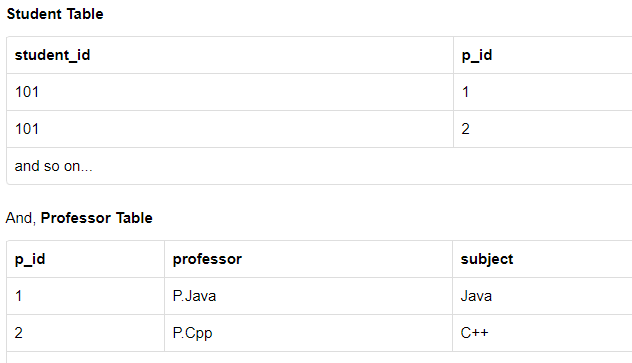 Student Table
student_id p_id
101 1
101 2
and so on...
And, Professor Table
p_id professor subject
1 P.Java Java
2 P.Cpp C++